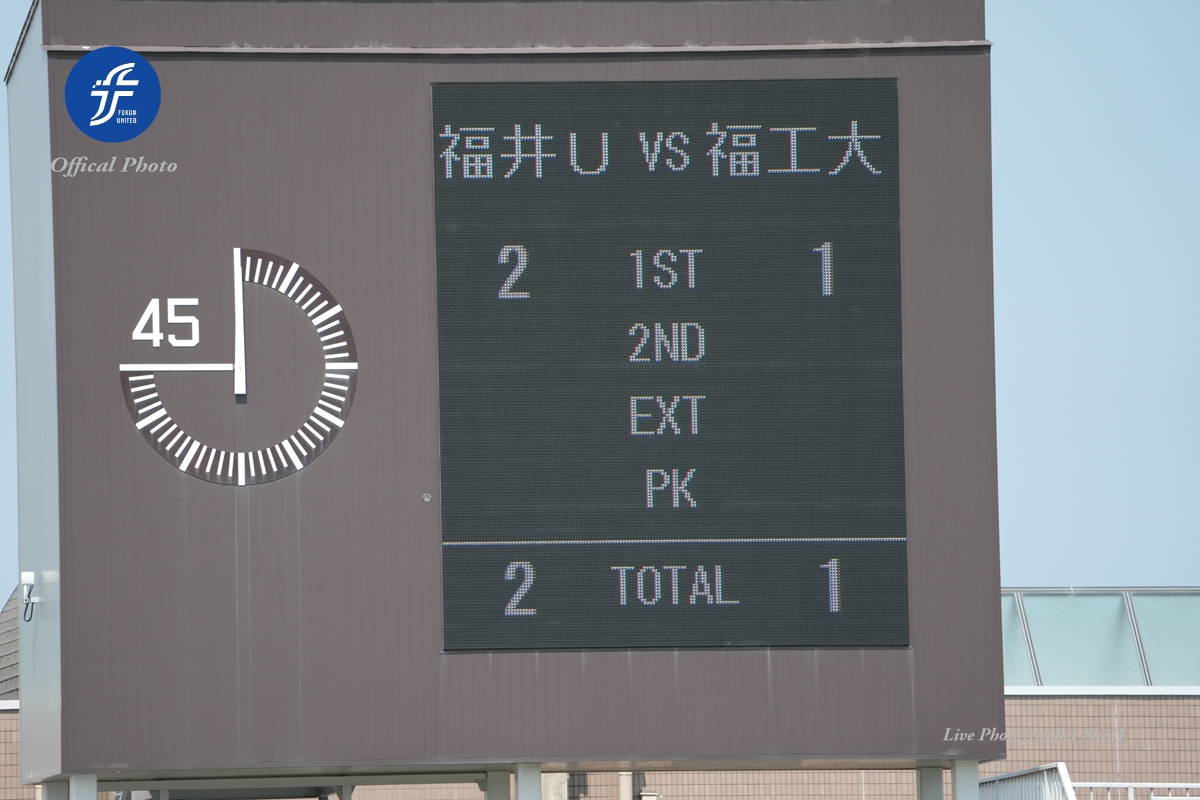 FUKUI
UNITED
Offical Photo
福井U VS 福工大
2 1ST 1
2ND
EXT
PK
2 TOTAL 1
45